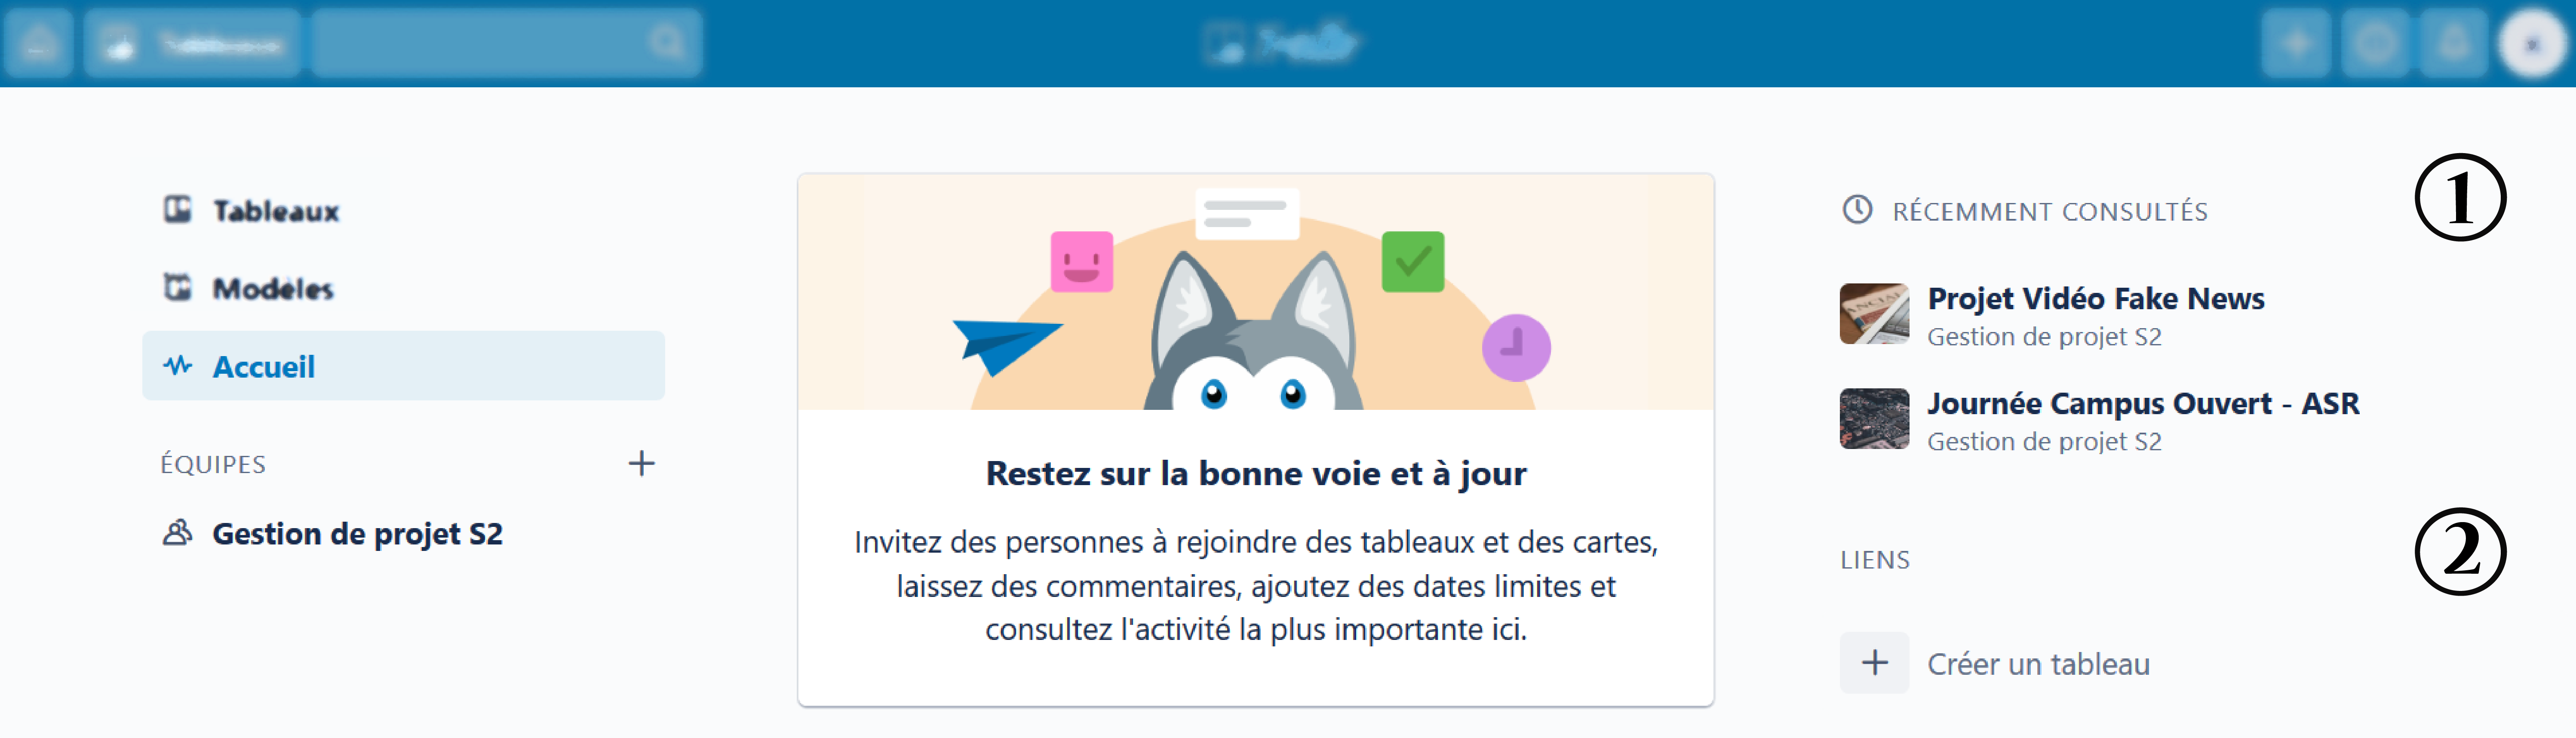 Tableaux
Modèles
Accueil
ÉQUIPES
Gestion de projet S2
Restez sur la bonne voie et à jour
Invitez des personnes à rejoindre des tableaux et des cartes,
laissez des commentaires, ajoutez des dates limites et
consultez l'activité la plus importante ici.
1
RÉCEMMENT CONSULTÉS
Projet Vidéo Fake News
Gestion de projet S2
Journée Campus Ouvert - ASR
Gestion de projet S2
2
LIENS
Créer un tableau